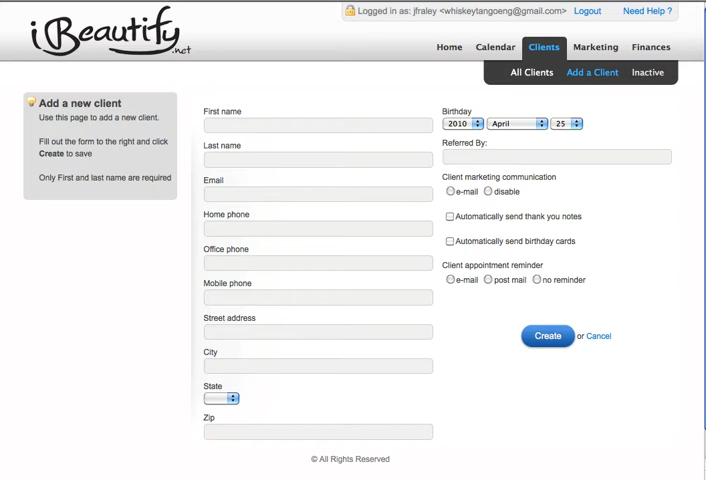 iBeautify.net
Logged in as: jfraley <whiskeytangoeng@gmail.com> Logout Need Help ?
Home Calendar Clients Marketing Finances
All Clients Add a Client Inactive
Add a new client
Use this page to add a new client.
Fill out the form to the right and click
Create to save
Only First and last name are required
First name
Last name
Email
Home phone
Office phone
Mobile phone
Street address
City
State
Zip
Birthday
2010 April 25
Referred By:
Client marketing communication
e-mail disable
Automatically send thank you notes
Automatically send birthday cards
Client appointment reminder
e-mail post mail no reminder
Create or Cancel
© All Rights Reserved